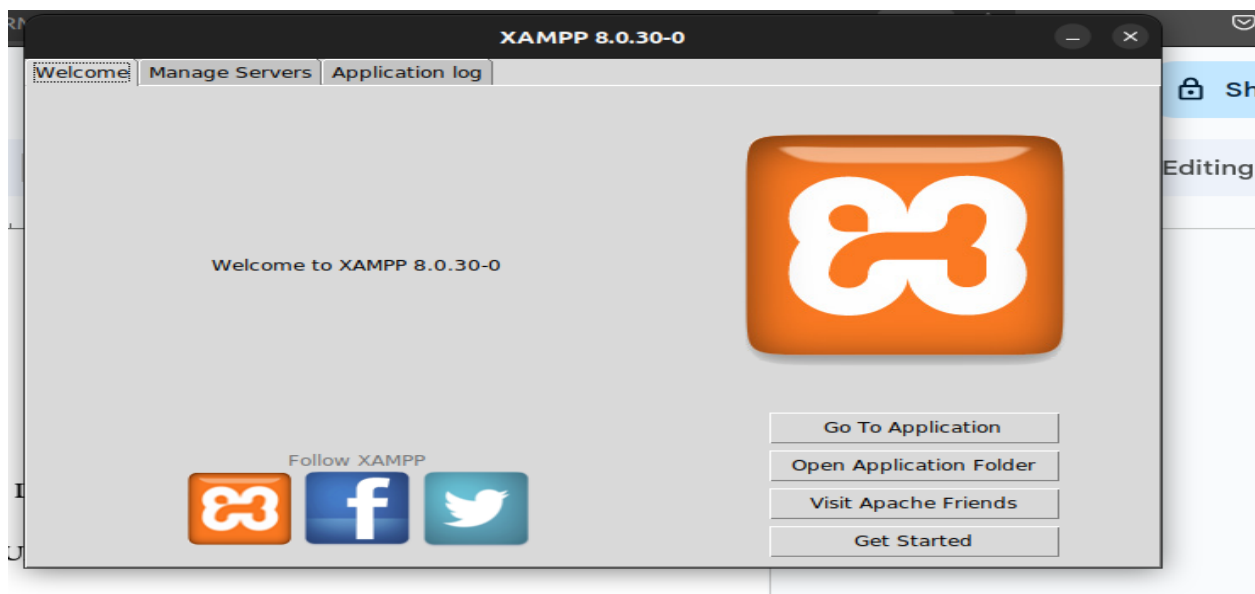 XAMPP 8.0.30-0
Welcome Manage Servers Application log
Sh
Editing
Welcome to XAMPP 8.0.30-0
Go To Application
Follow XAMPP
Open Application Folder
Visit Apache Friends
Get Started